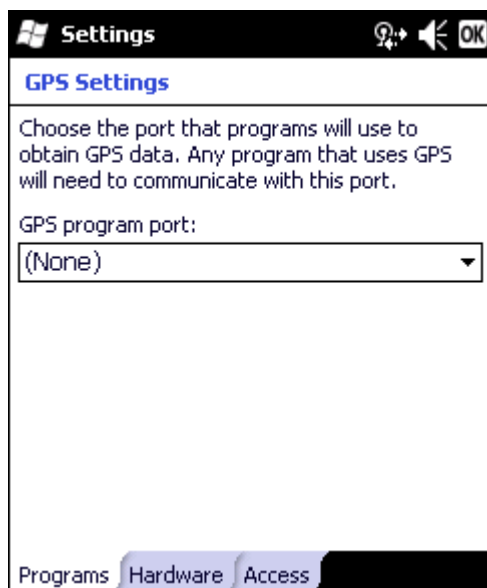 Settings
OK
GPS Settings
Choose the port that programs will use to
obtain GPS data. Any program that uses GPS
will need to communicate with this port.
GPS program port:
(None)
Programs Hardware Access